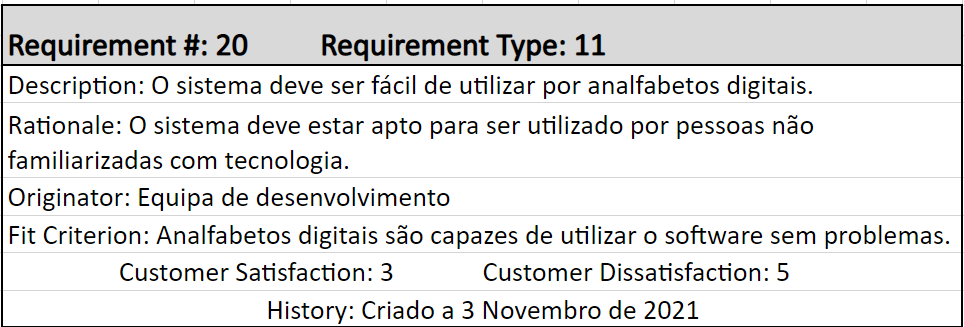 Requirement #: 20 Requirement Type: 11
Description: O sistema deve ser fácil de utilizar por analfabetos digitais.
Rationale: O sistema deve estar apto para ser utilizado por pessoas não
familiarizadas com tecnologia.
Originator: Equipa de desenvolvimento
Fit Criterion: Analfabetos digitais são capazes de utilizar o software sem problemas.
Customer Satisfaction: 3 Customer Dissatisfaction: 5
History: Criado a 3 Novembro de 2021